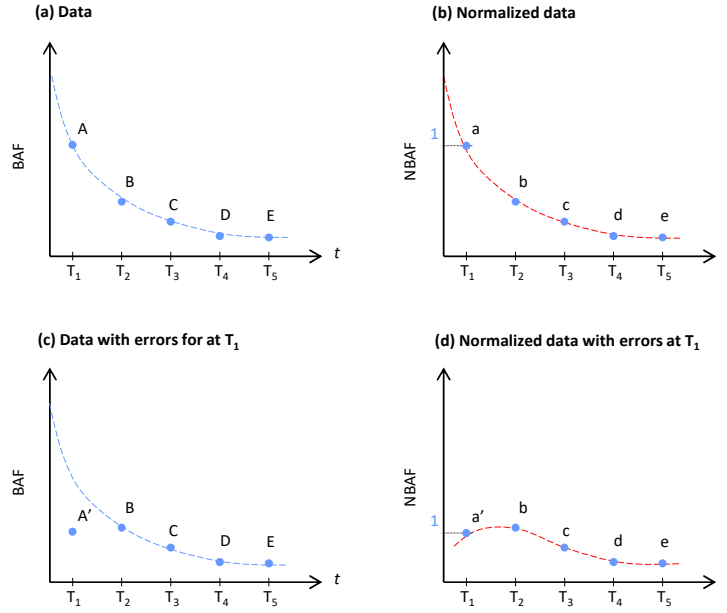 (a) Data
BAF
A
B
C
D
E
t
T₁
T₂
T₃
T₄
T₅
(b) Normalized data
NBAF
1
a
b
c
d
e
T₁
T₂
T₃
T₄
T₅
(c) Data with errors for at T₁
BAF
A’
B
C
D
E
t
T₁
T₂
T₃
T₄
T₅
(d) Normalized data with errors at T₁
NBAF
1
a’
b
c
d
e
T₁
T₂
T₃
T₄
T₅